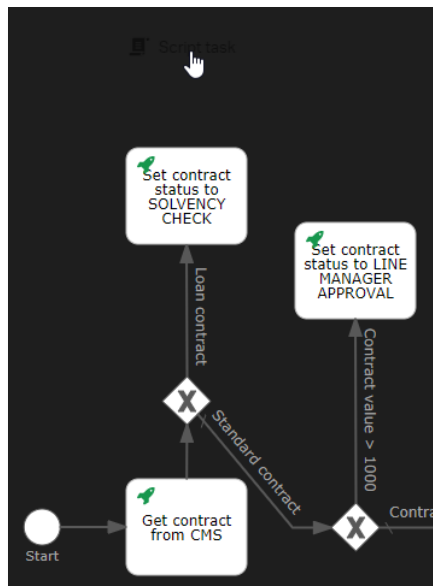 Script task
Set contract
status to
SOLVENCY
CHECK
Set contract
status to LINE
MANAGER
APPROVAL
Loan contract
Contract value > 1000
Standard contract
Get contract
from CMS
Start
Contra